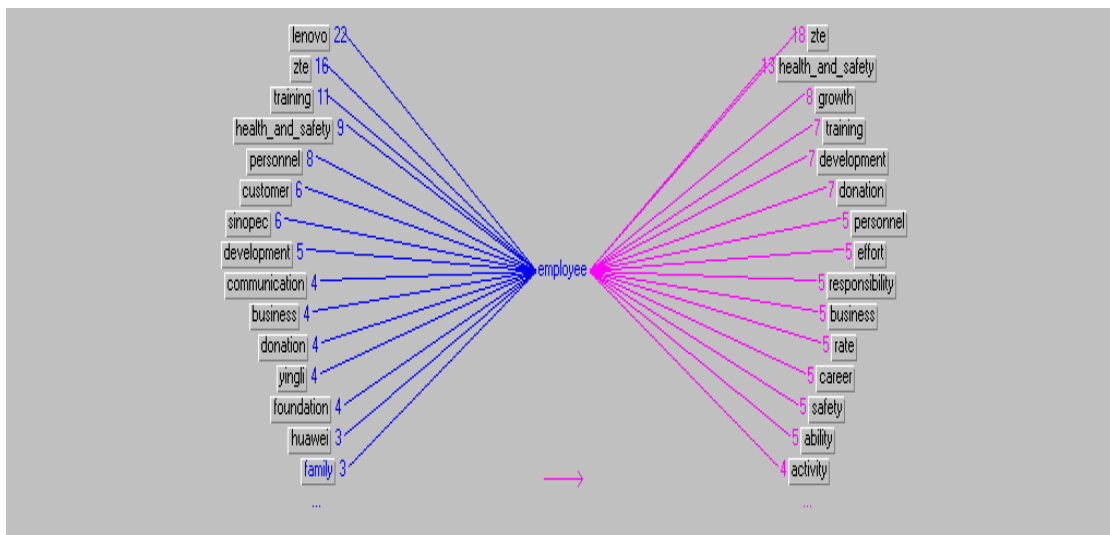 lenovo 22
zte 16
training 11
health_and_safety 9
personnel 8
customer 6
sinopec 6
development 5
communication 4
business 4
donation 4
yingli 4
foundation 4
huawei 3
family 3
...
employee
18 zte
13 health_and_safety
8 growth
7 training
7 development
7 donation
5 personnel
5 effort
5 responsibility
5 business
5 rate
5 career
5 safety
5 ability
4 activity
...